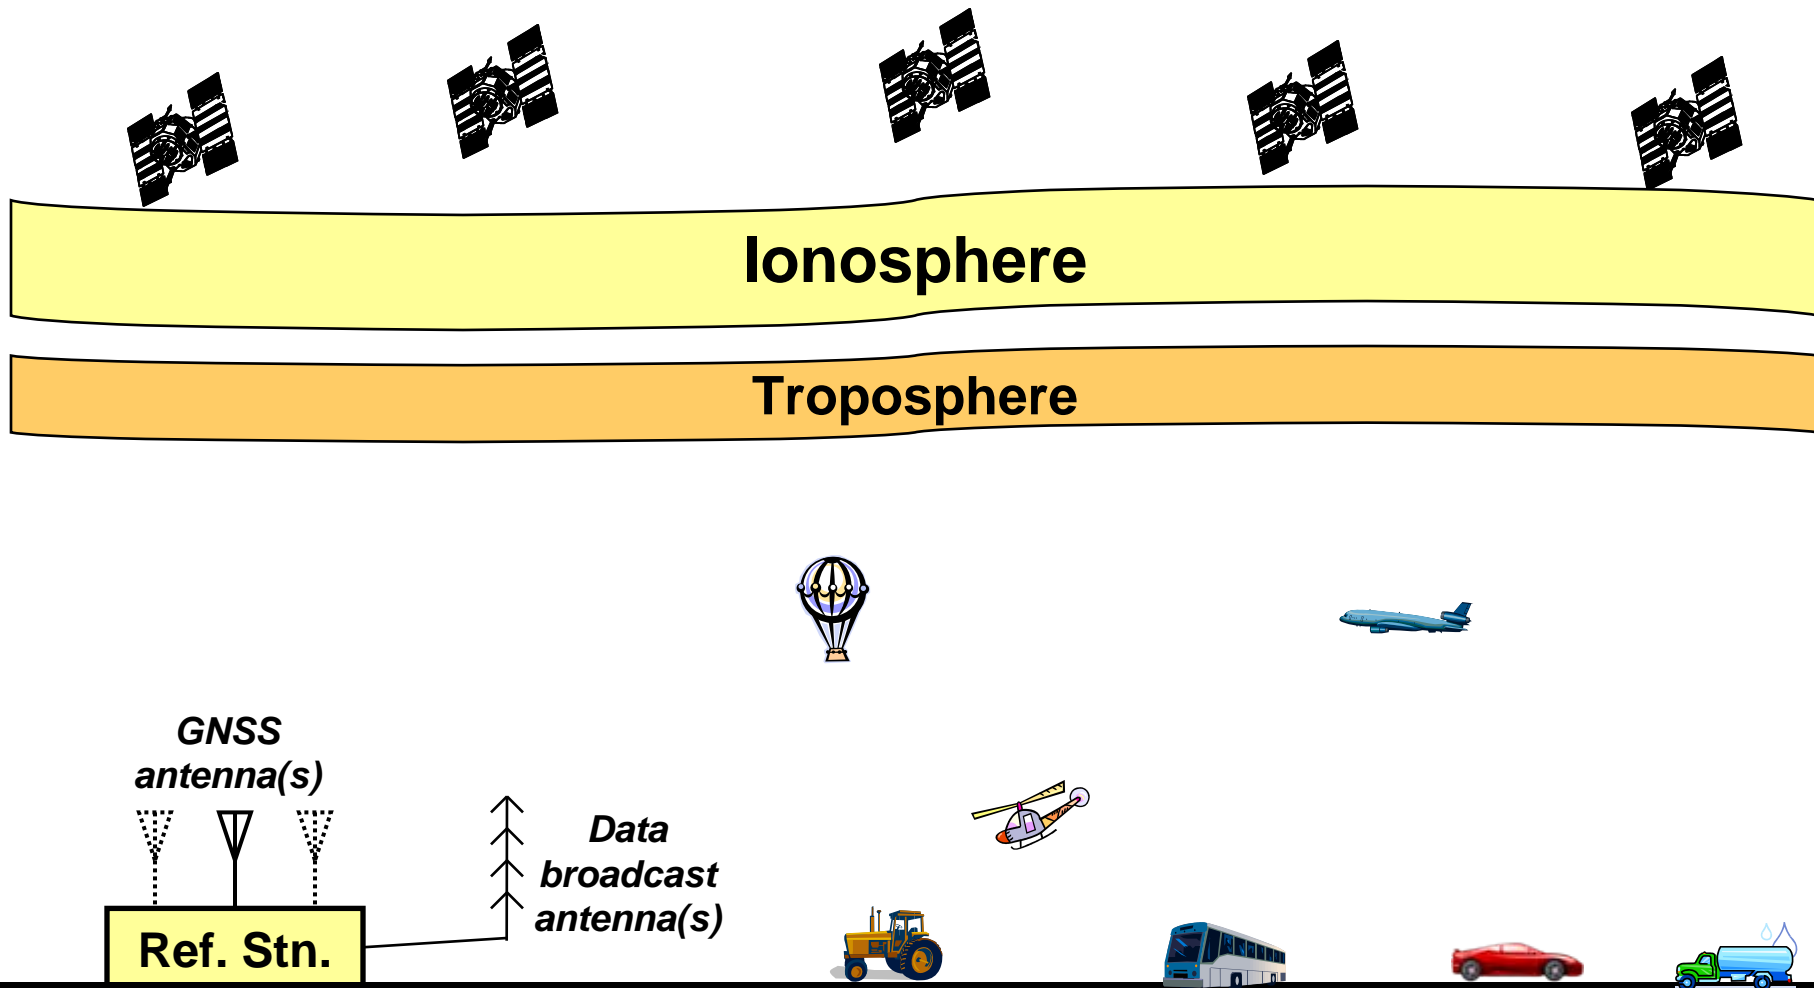 Ionosphere
Troposphere
GNSS
antenna(s)
Data
broadcast
antenna(s)
Ref. Stn.